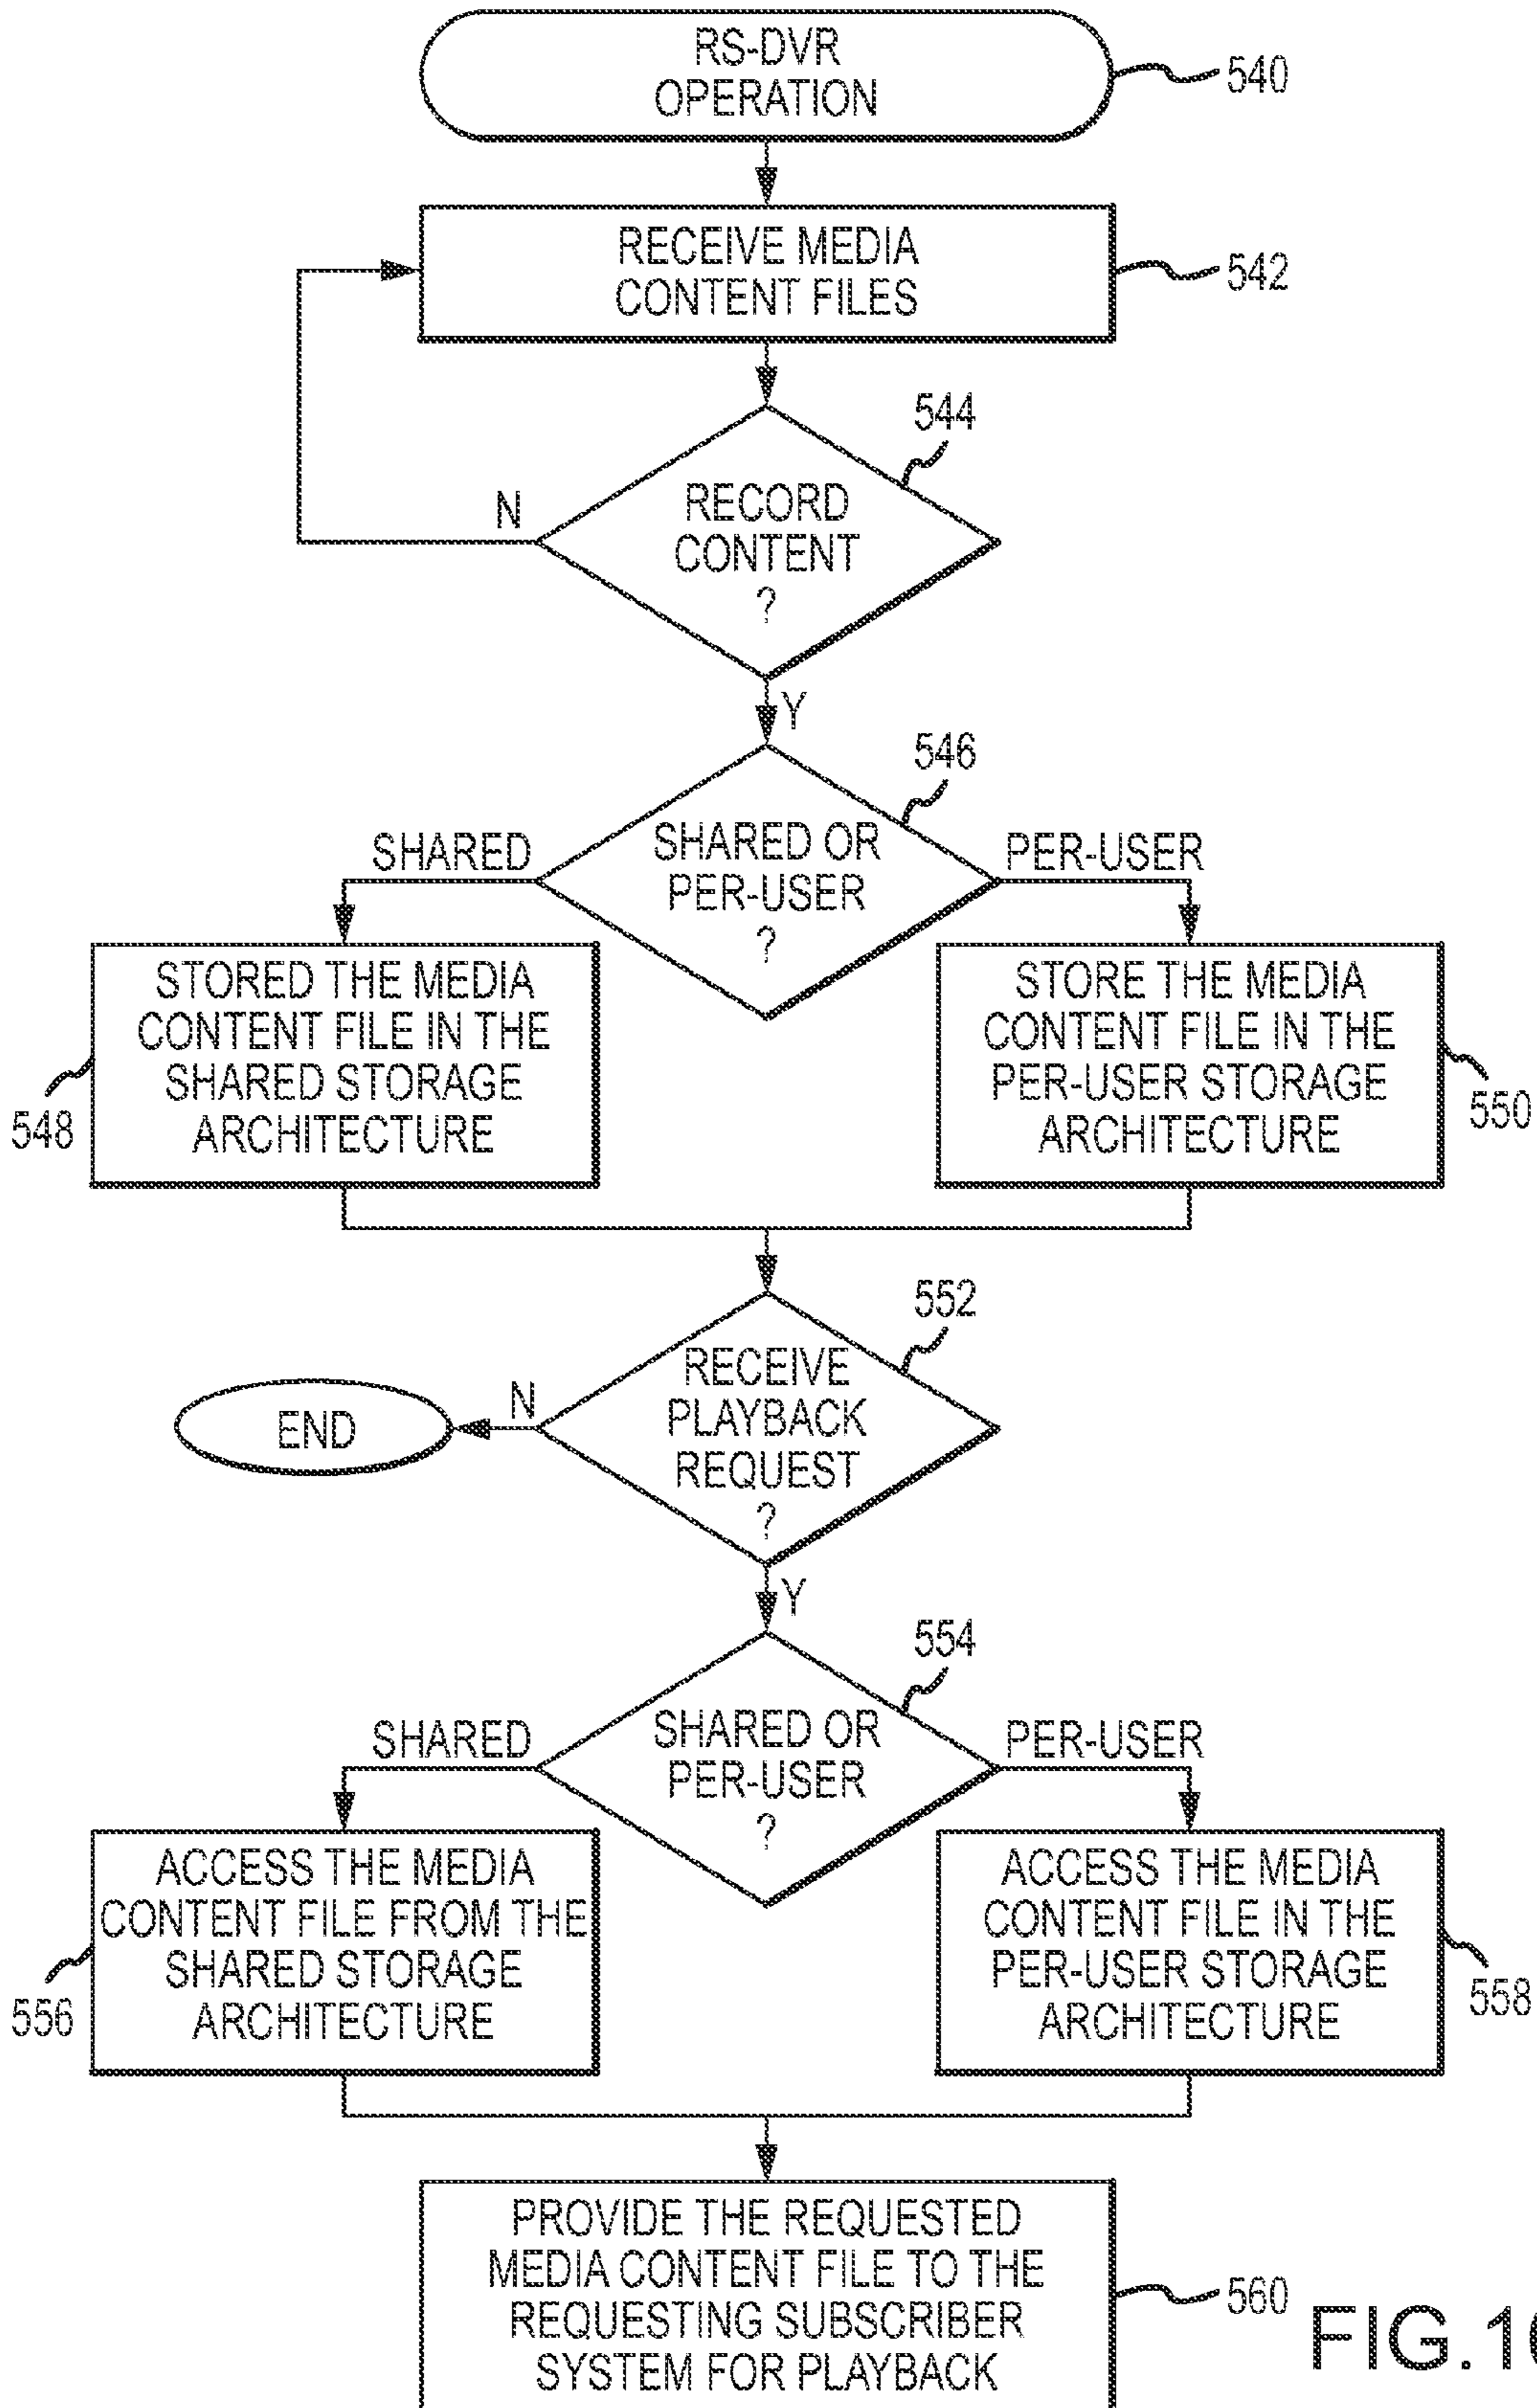 RS-DVR
OPERATION
540
RECEIVE MEDIA
CONTENT FILES
542
544
RECORD
CONTENT
?
N
Y
546
SHARED OR
PER-USER
?
SHARED
PER-USER
STORED THE MEDIA
CONTENT FILE IN THE
SHARED STORAGE
ARCHITECTURE
548
STORE THE MEDIA
CONTENT FILE IN THE
PER-USER STORAGE
ARCHITECTURE
550
552
RECEIVE
PLAYBACK
REQUEST
?
N
END
Y
554
SHARED OR
PER-USER
?
SHARED
PER-USER
ACCESS THE MEDIA
CONTENT FILE FROM THE
SHARED STORAGE
ARCHITECTURE
556
ACCESS THE MEDIA
CONTENT FILE IN THE
PER-USER STORAGE
ARCHITECTURE
558
PROVIDE THE REQUESTED
MEDIA CONTENT FILE TO THE
REQUESTING SUBSCRIBER
SYSTEM FOR PLAYBACK
560
FIG.